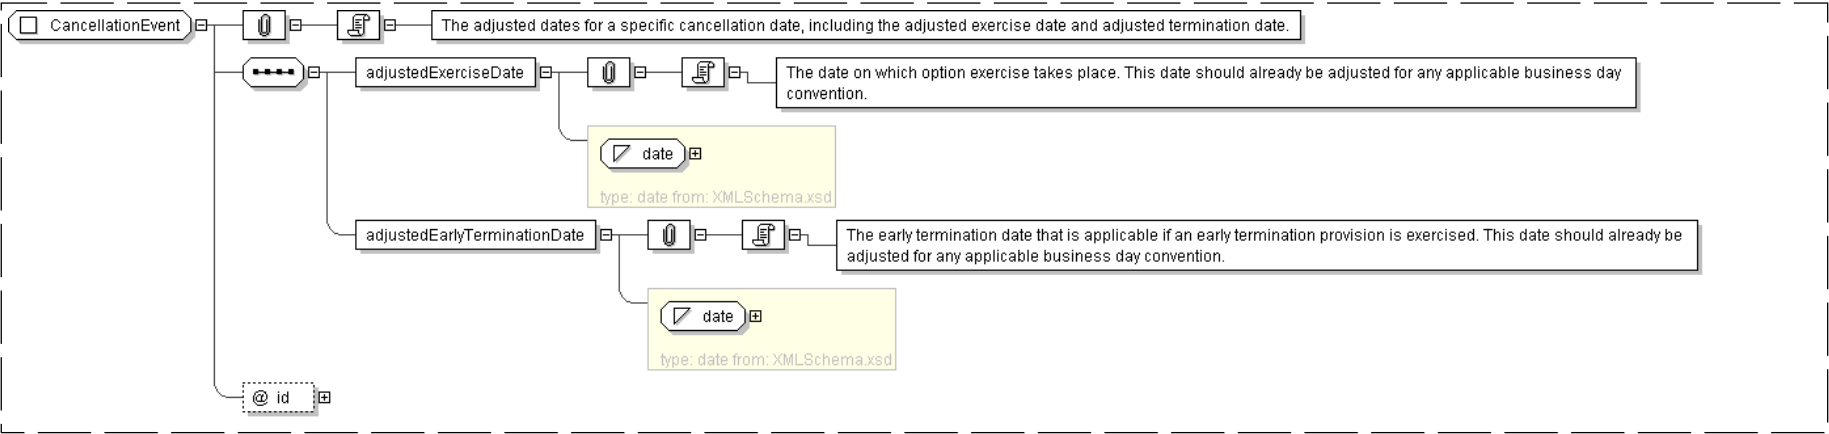 CancellationEvent
The adjusted dates for a specific cancellation date, including the adjusted exercise date and adjusted termination date.
adjustedExerciseDate
The date on which option exercise takes place. This date should already be adjusted for any applicable business day
convention.
date
type: date from: XMLSchema.xsd
adjustedEarlyTerminationDate
The early termination date that is applicable if an early termination provision is exercised. This date should already be
adjusted for any applicable business day convention.
date
type: date from: XMLSchema.xsd
@ id